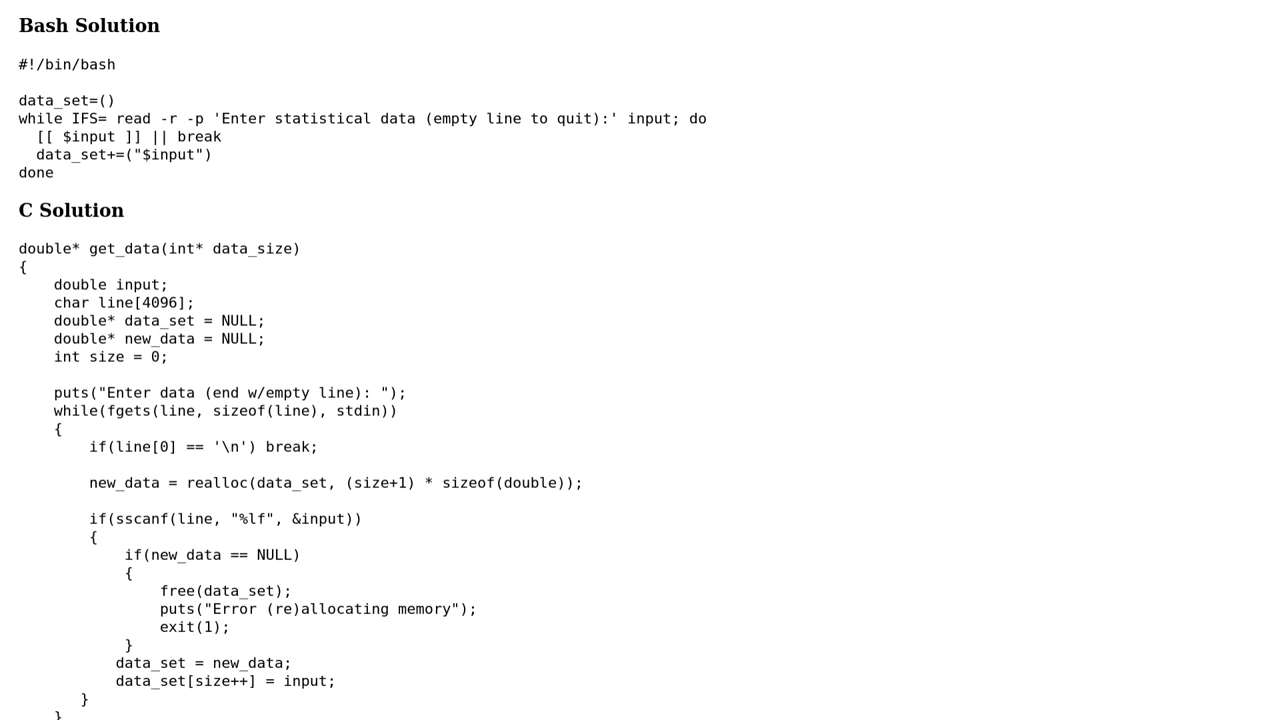 Bash Solution
#!/bin/bash
data_set=()
while IFS= read -r -p 'Enter statistical data (empty line to quit):' input; do
  [[ $input ]] || break
  data_set+=("$input")
done
C Solution
double* get_data(int* data_size)
{
    double input;
    char line[4096];
    double* data_set = NULL;
    double* new_data = NULL;
    int size = 0;
    puts("Enter data (end w/empty line): ");
    while(fgets(line, sizeof(line), stdin))
    {
        if(line[0] == '\n') break;
        new_data = realloc(data_set, (size+1) * sizeof(double));
        if(sscanf(line, "%lf", &input))
        {
            if(new_data == NULL)
            {
                free(data_set);
                puts("Error (re)allocating memory");
                exit(1);
            }
           data_set = new_data;
           data_set[size++] = input;
       }
    }